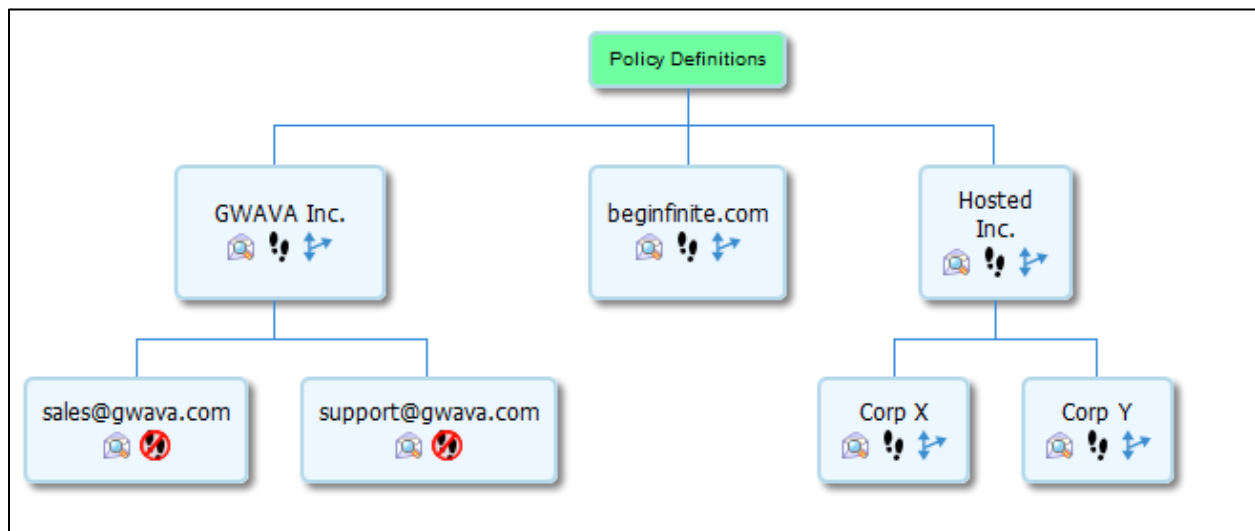 Policy Definitions
GWAVA Inc.
beginfinite.com
Hosted
Inc.
sales@gwava.com
support@gwava.com
Corp X
Corp Y